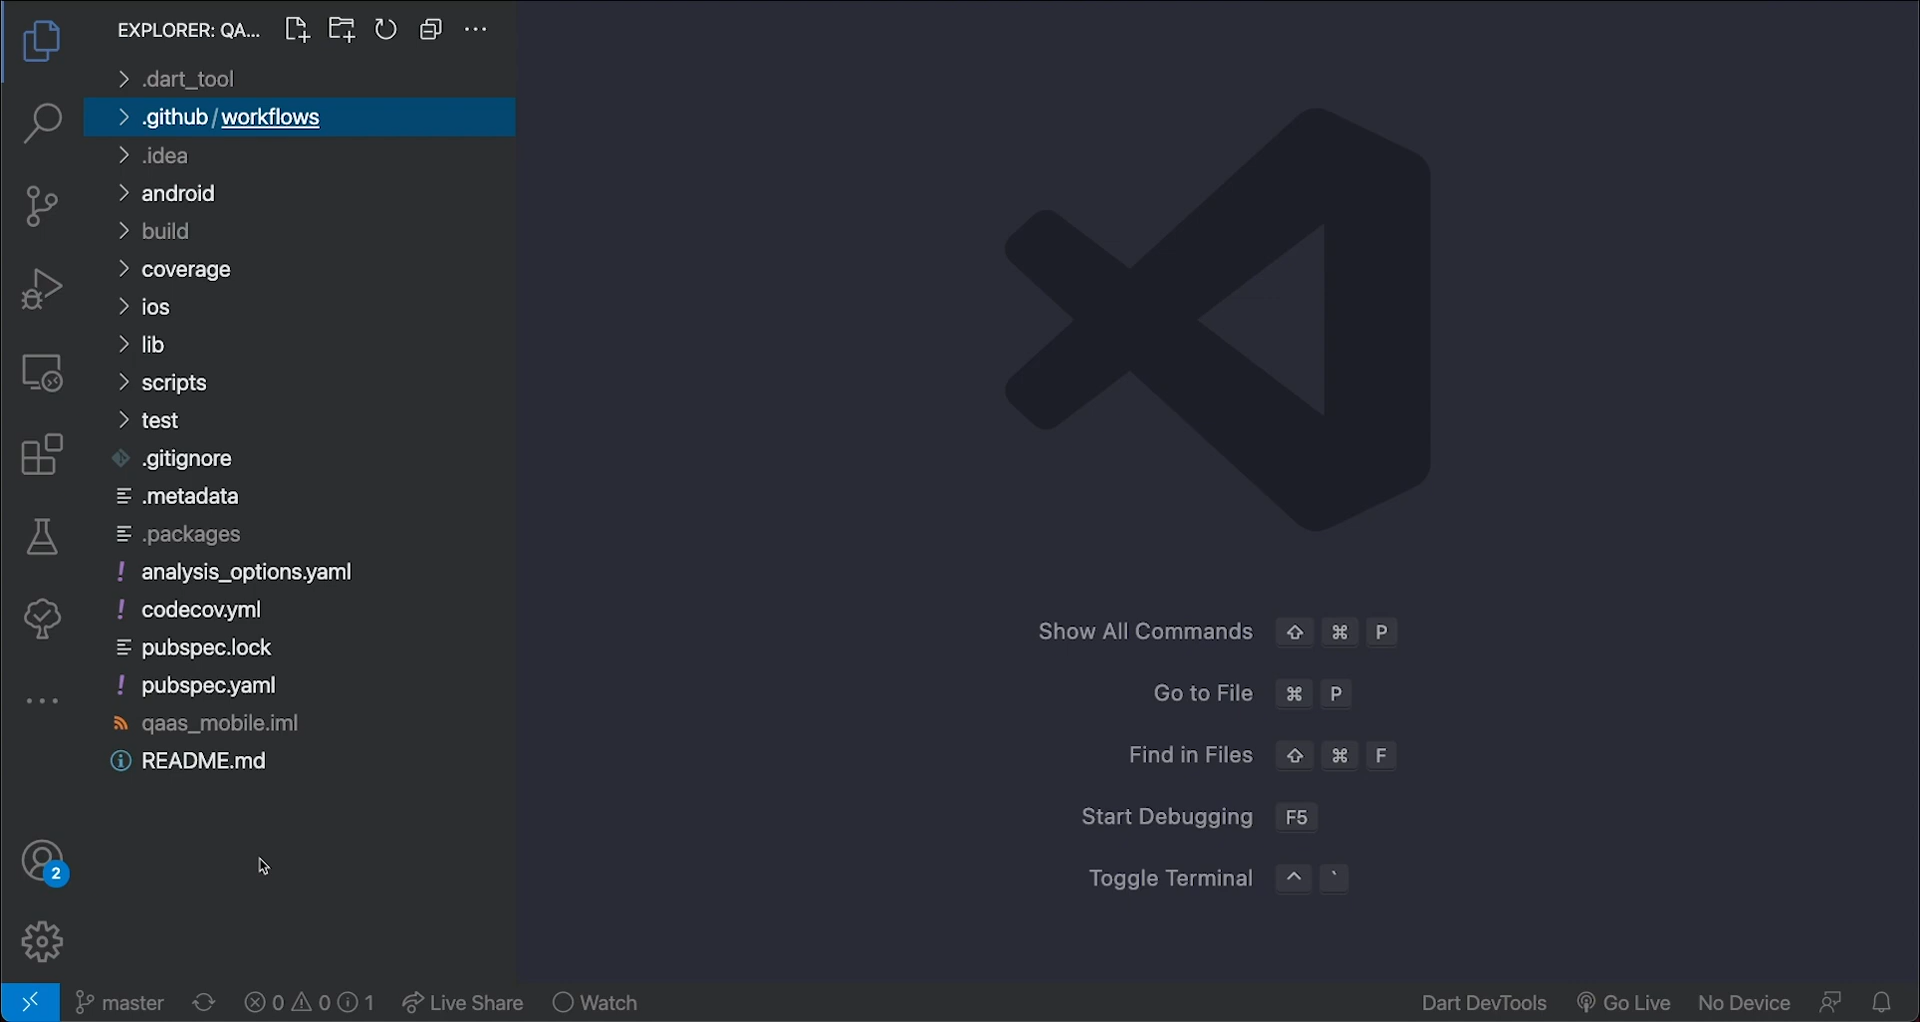 EXPLORER: QA...
.dart_tool
.github / workflows
.idea
android
build
coverage
ios
lib
scripts
test
.gitignore
.metadata
.packages
! analysis_options.yaml
! codecov.yml
pubspec.lock
! pubspec.yaml
qaas_mobile.iml
README.md
2
Show All Commands ⇧ ⌘ P
Go to File ⌘ P
Find in Files ⇧ ⌘ F
Start Debugging F5
Toggle Terminal ^ `
master 0 0 1 Live Share Watch Dart DevTools Go Live No Device